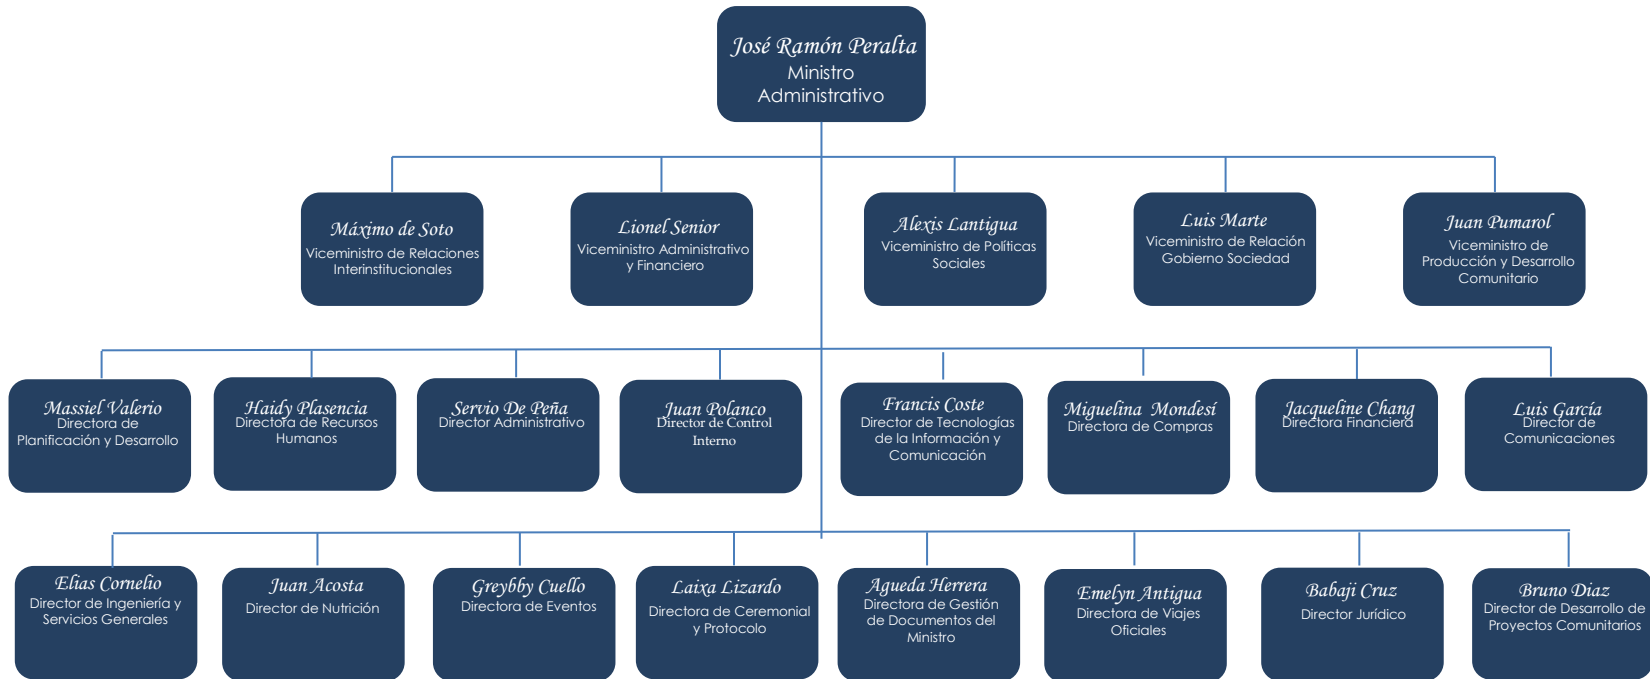 José Ramón Peralta
Ministro
Administrativo
Máximo de Soto
Viceministro de Relaciones
Interinstitucionales
Lionel Senior
Viceministro Administrativo
y Financiero
Alexis Lantigua
Viceministro de Políticas
Sociales
Luis Marte
Viceministro de Relación
Gobierno Sociedad
Juan Pumarol
Viceministro de
Producción y Desarrollo
Comunitario
Massiel Valerio
Directora de
Planificación y Desarrollo
Haidy Plasencia
Directora de Recursos
Humanos
Servio De Peña
Director Administrativo
Juan Polanco
Director de Control
Interno
Francis Coste
Director de Tecnologías
de la Información y
Comunicación
Miguelina Mondesí
Directora de Compras
Jacqueline Chang
Directora Financiera
Luis García
Director de
Comunicaciones
Elias Cornelio
Director de Ingeniería y
Servicios Generales
Juan Acosta
Director de Nutrición
Greybby Cuello
Directora de Eventos
Laixa Lizardo
Directora de Ceremonial
y Protocolo
Agueda Herrera
Directora de Gestión
de Documentos del
Ministro
Emelyn Antigua
Directora de Viajes
Oficiales
Babaji Cruz
Director Jurídico
Bruno Diaz
Director de Desarrollo de
Proyectos Comunitarios